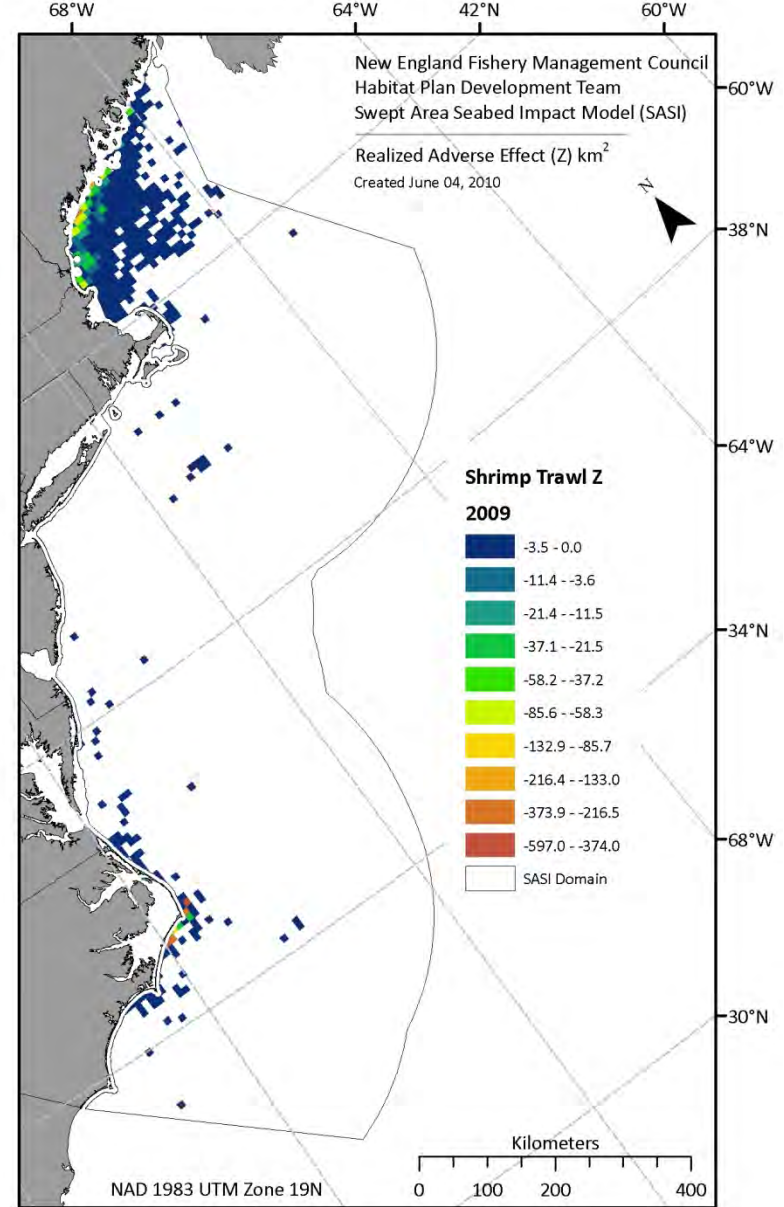 68°W
64°W
42°N
60°W
New England Fishery Management Council
Habitat Plan Development Team
Swept Area Seabed Impact Model (SASI)
Realized Adverse Effect (Z) km²
Created June 04, 2010
N
60°W
38°N
64°W
34°N
68°W
30°N
Shrimp Trawl Z
2009
-3.5 - 0.0
-11.4 - -3.6
-21.4 - -11.5
-37.1 - -21.5
-58.2 - -37.2
-85.6 - -58.3
-132.9 - -85.7
-216.4 - -133.0
-373.9 - -216.5
-597.0 - -374.0
SASI Domain
Kilometers
0 100 200 300 400
NAD 1983 UTM Zone 19N